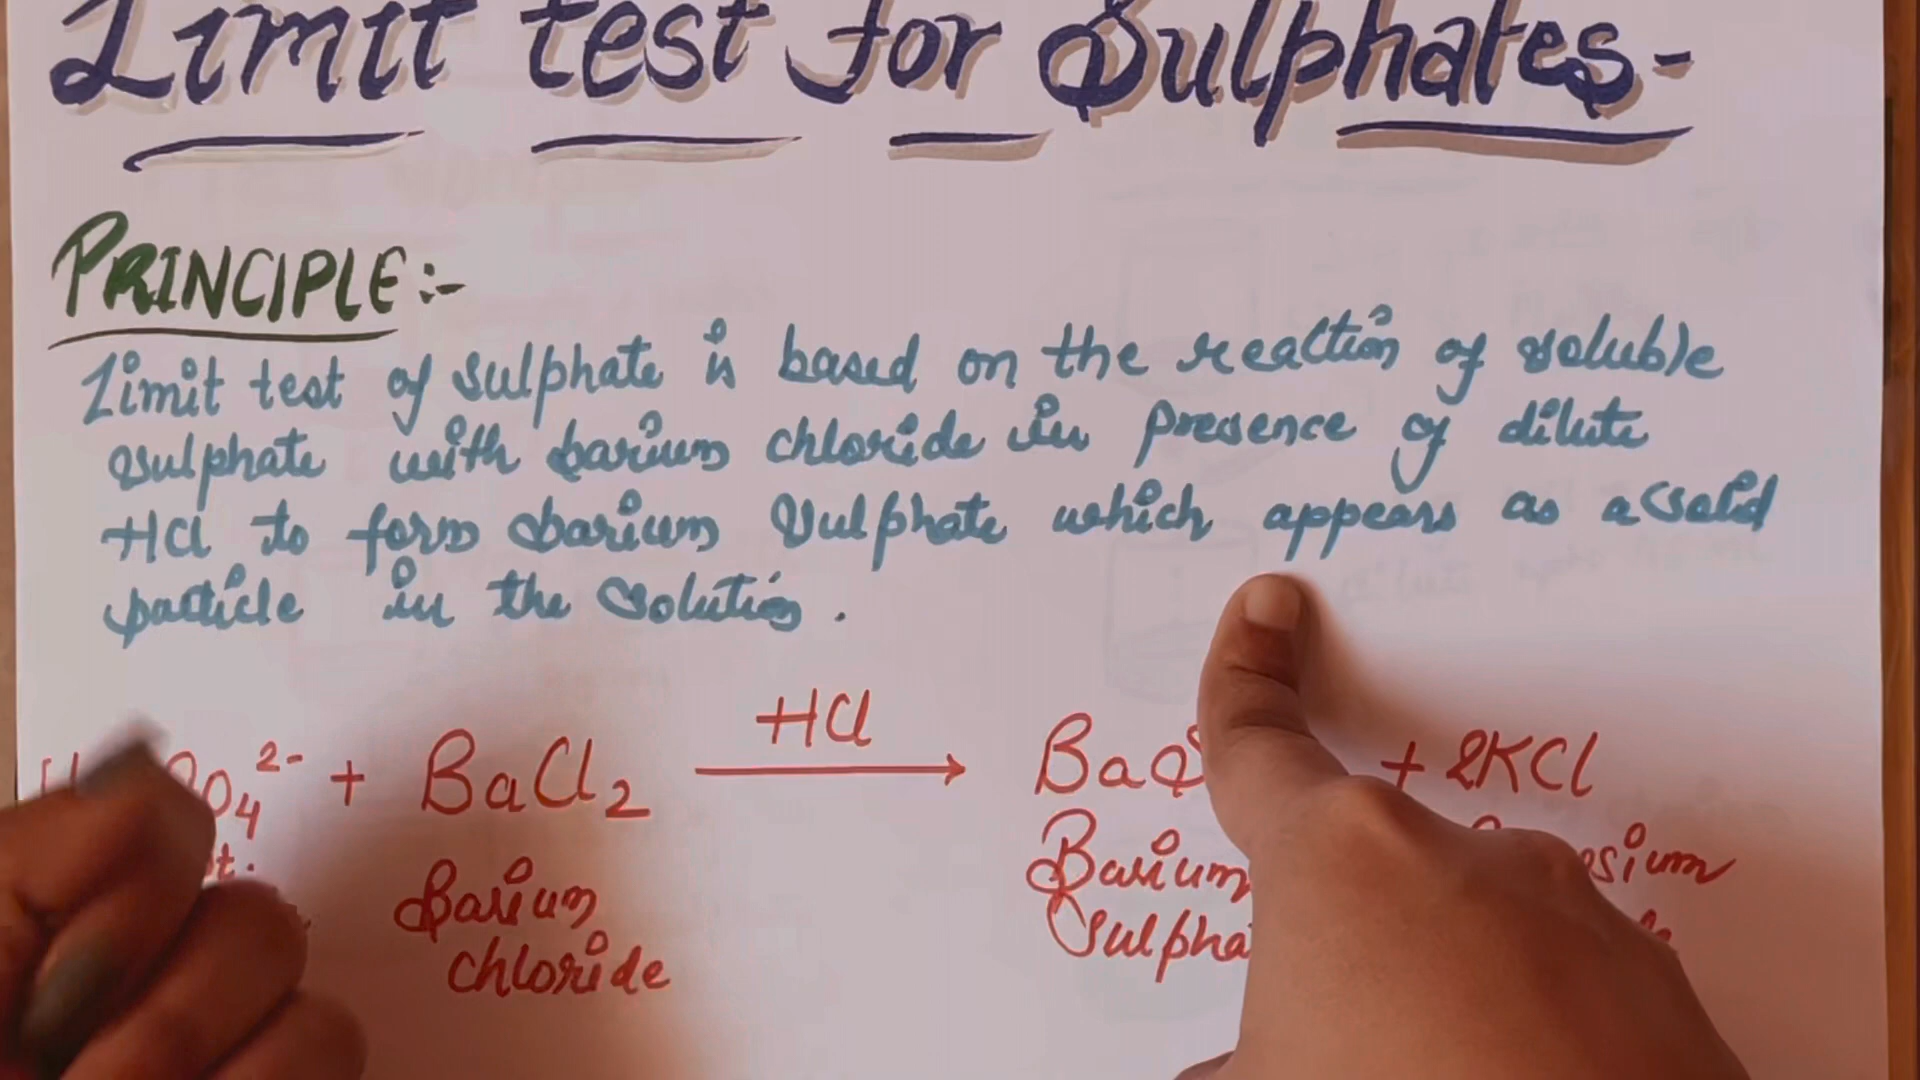 Limit test for Sulphates-
PRINCIPLE:-
Limit test of sulphate is based on the reaction of soluble
sulphate with barium chloride in presence of dilute
HCl to form barium Sulphate which appears as a solid
particle in the solution.
O4 2- + BaCl2 HCl BaS + 2KCl
Barium Barium
chloride Sulpha